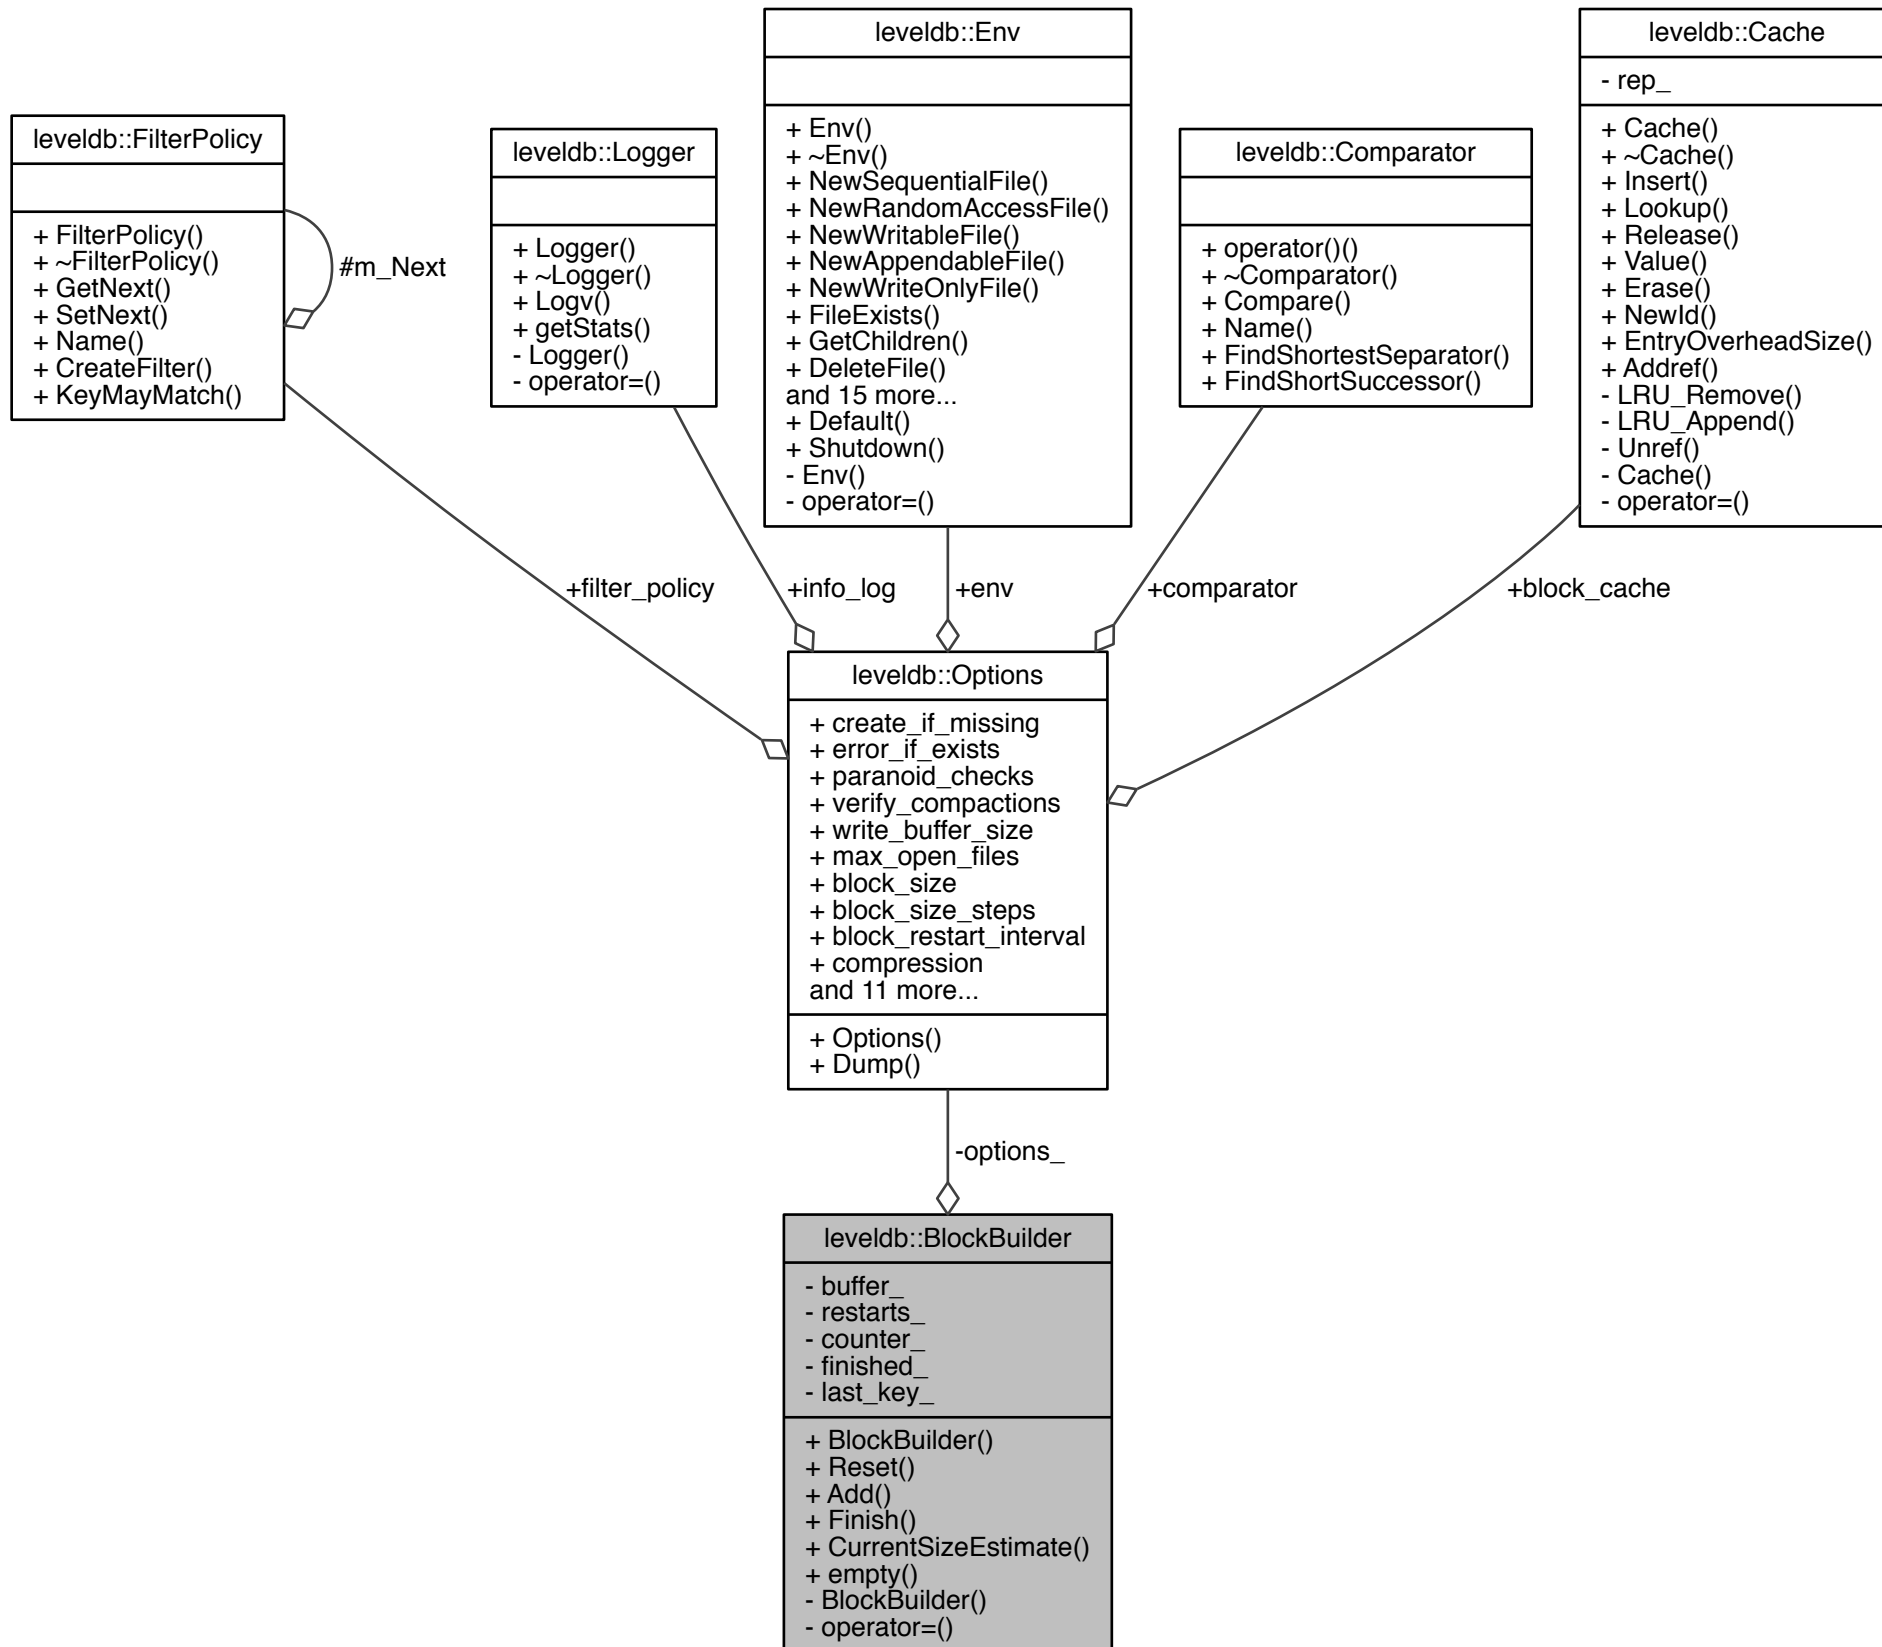 leveldb::FilterPolicy
+ FilterPolicy()
+ ~FilterPolicy()
+ GetNext()
+ SetNext()
+ Name()
+ CreateFilter()
+ KeyMayMatch()
#m_Next
leveldb::Logger
+ Logger()
+ ~Logger()
+ Logv()
+ getStats()
- Logger()
- operator=()
leveldb::Env
+ Env()
+ ~Env()
+ NewSequentialFile()
+ NewRandomAccessFile()
+ NewWritableFile()
+ NewAppendableFile()
+ NewWriteOnlyFile()
+ FileExists()
+ GetChildren()
+ DeleteFile()
and 15 more...
+ Default()
+ Shutdown()
- Env()
- operator=()
leveldb::Comparator
+ operator()()
+ ~Comparator()
+ Compare()
+ Name()
+ FindShortestSeparator()
+ FindShortSuccessor()
leveldb::Cache
- rep_
+ Cache()
+ ~Cache()
+ Insert()
+ Lookup()
+ Release()
+ Value()
+ Erase()
+ NewId()
+ EntryOverheadSize()
+ Addref()
- LRU_Remove()
- LRU_Append()
- Unref()
- Cache()
- operator=()
+filter_policy
+info_log
+env
+comparator
+block_cache
leveldb::Options
+ create_if_missing
+ error_if_exists
+ paranoid_checks
+ verify_compactions
+ write_buffer_size
+ max_open_files
+ block_size
+ block_size_steps
+ block_restart_interval
+ compression
and 11 more...
+ Options()
+ Dump()
-options_
leveldb::BlockBuilder
- buffer_
- restarts_
- counter_
- finished_
- last_key_
+ BlockBuilder()
+ Reset()
+ Add()
+ Finish()
+ CurrentSizeEstimate()
+ empty()
- BlockBuilder()
- operator=()